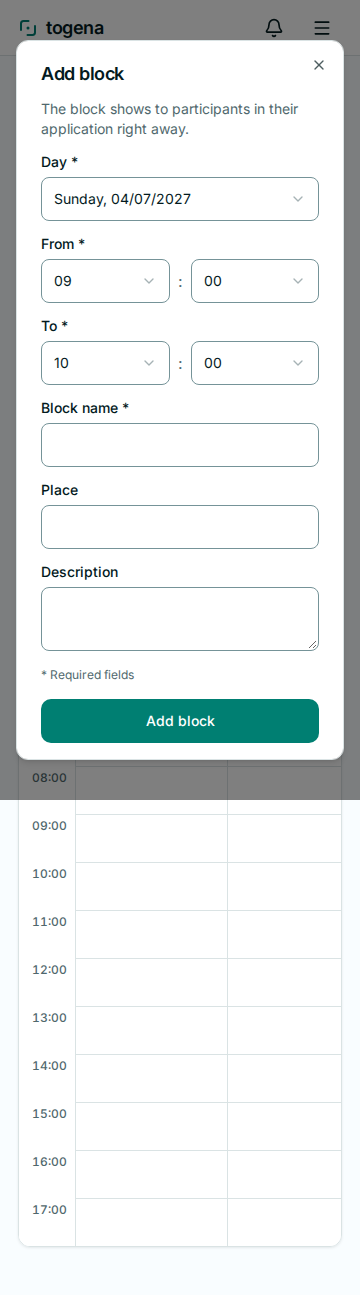 togena
Add block
The block shows to participants in their
application right away.
Day *
Sunday, 04/07/2027
From *
09 : 00
To *
10 : 00
Block name *
Place
Description
* Required fields
Add block
08:00
09:00
10:00
11:00
12:00
13:00
14:00
15:00
16:00
17:00